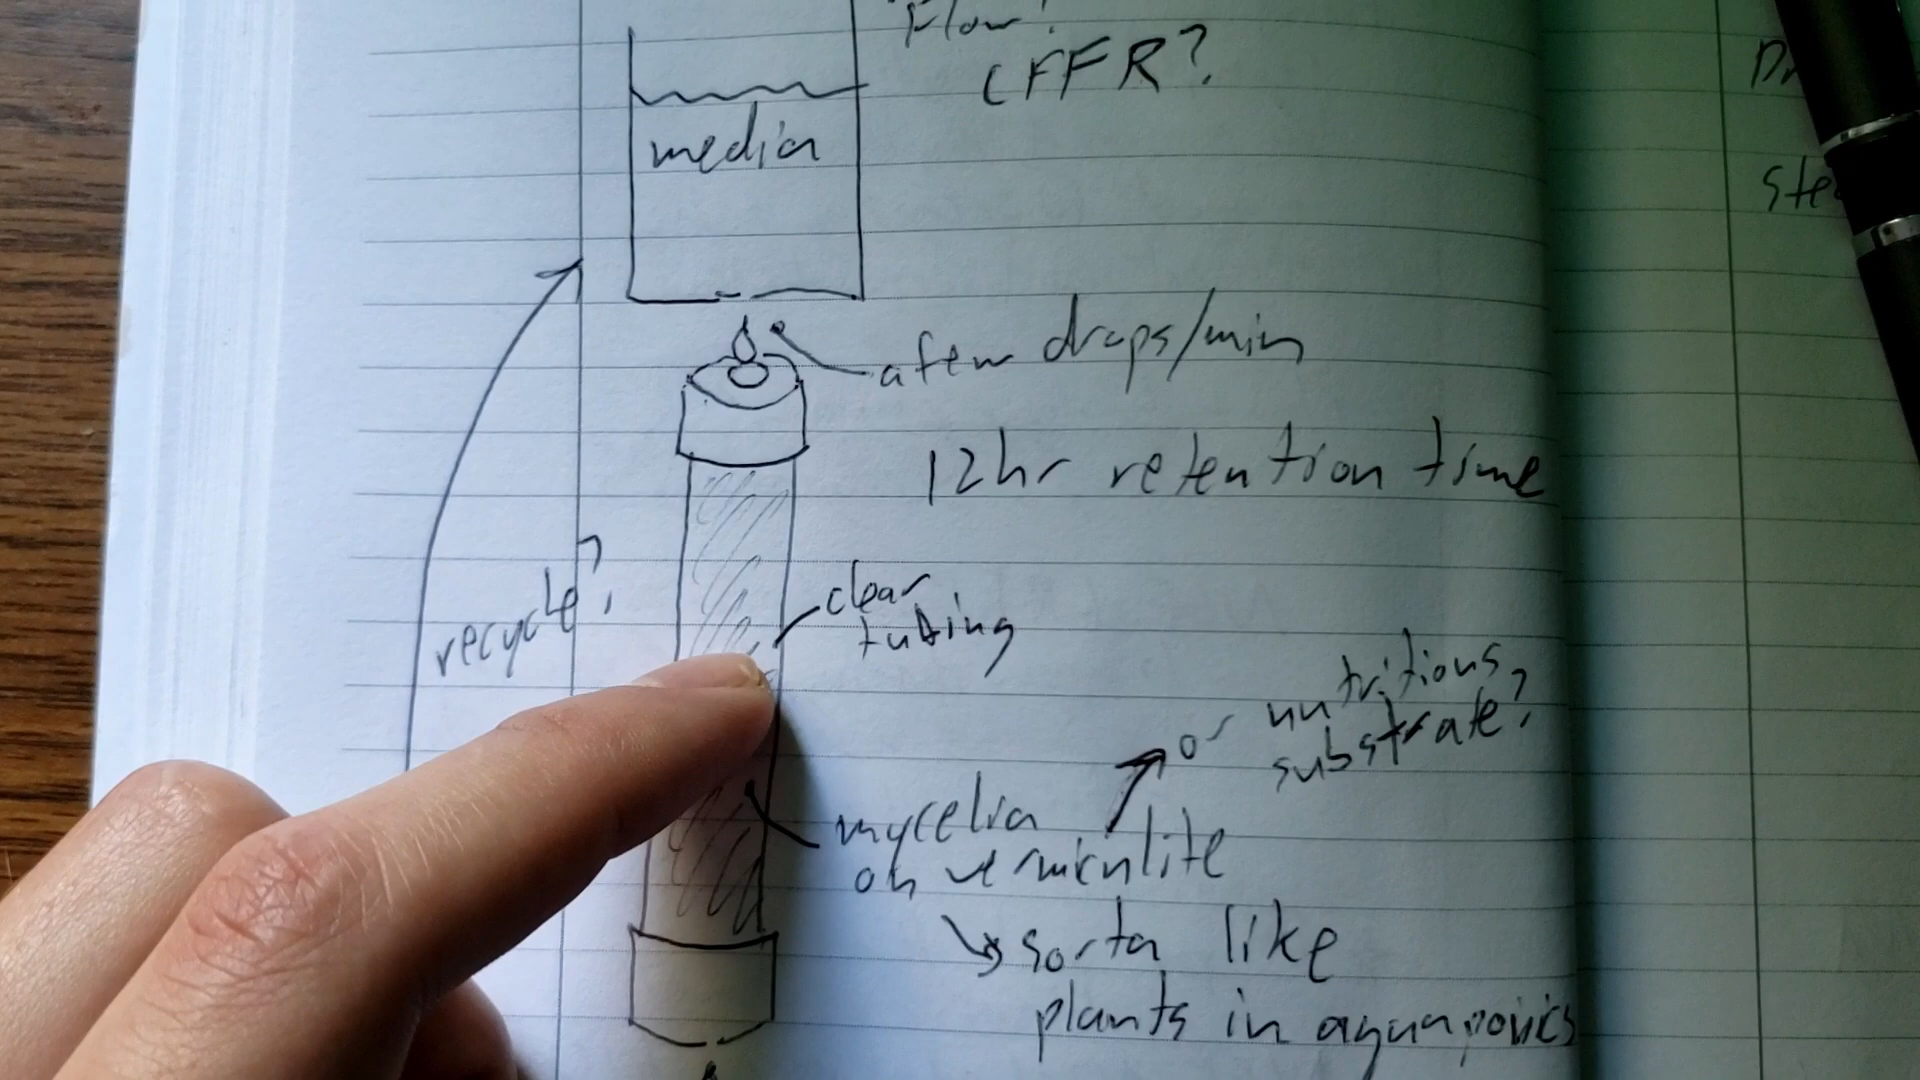 Flow?
CFFR?
media
a few drops/min
12hr retention time
recycle?
clear
tubing
or nutritious
substrate?
mycelia
on vermiculite
sorta like
plants in aquaponics